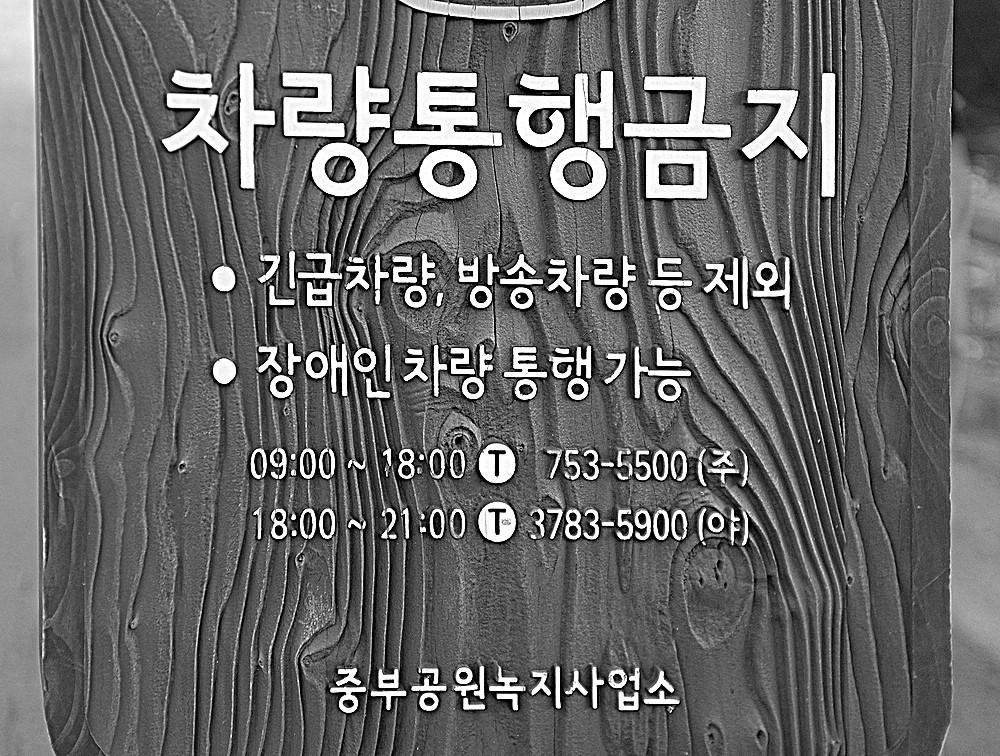 차량통행금지
● 긴급차량, 방송차량 등 제외
● 장애인 차량 통행 가능
09:00 ~ 18:00 T 753-5500 (주)
18:00 ~ 21:00 T 3783-5900 (야)
중부공원녹지사업소